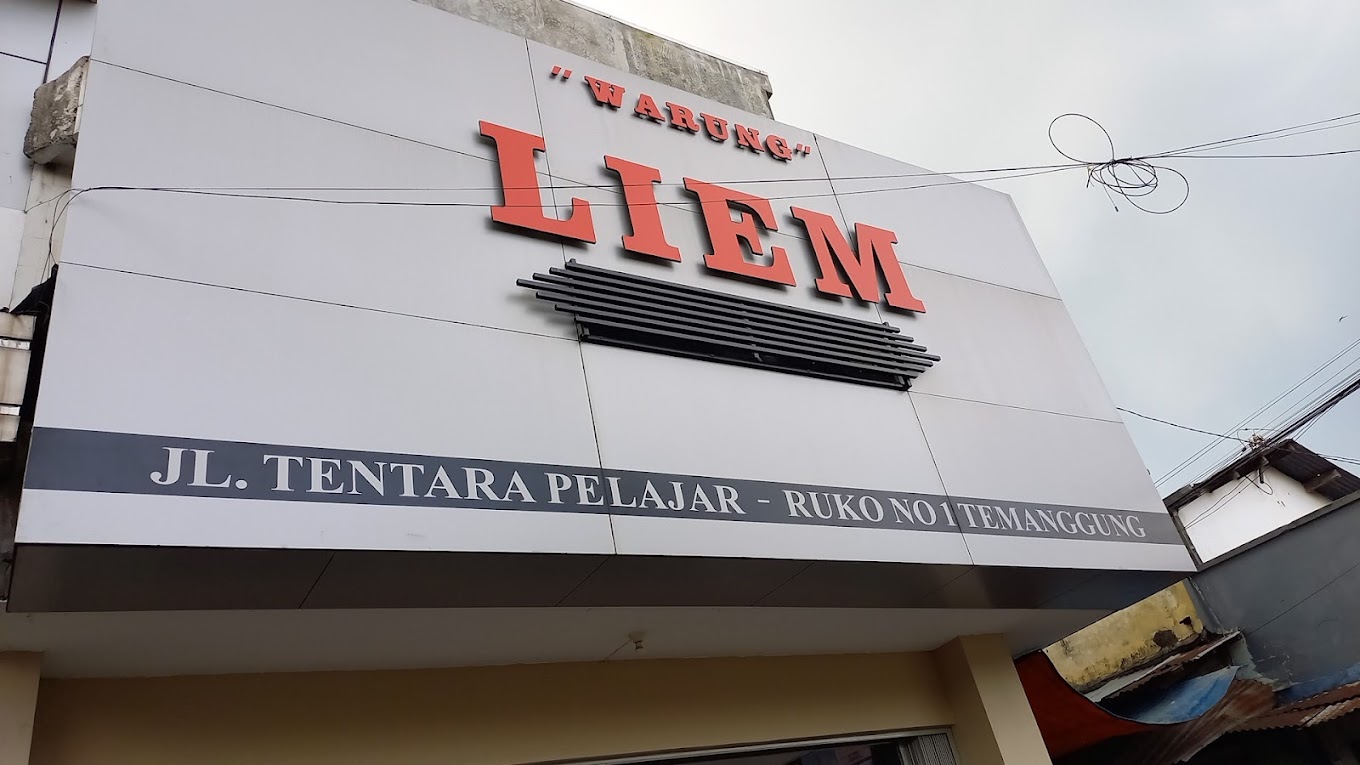 "WARUNG"
LIEM
JL. TENTARA PELAJAR - RUKO NO 1 TEMANGGUNG